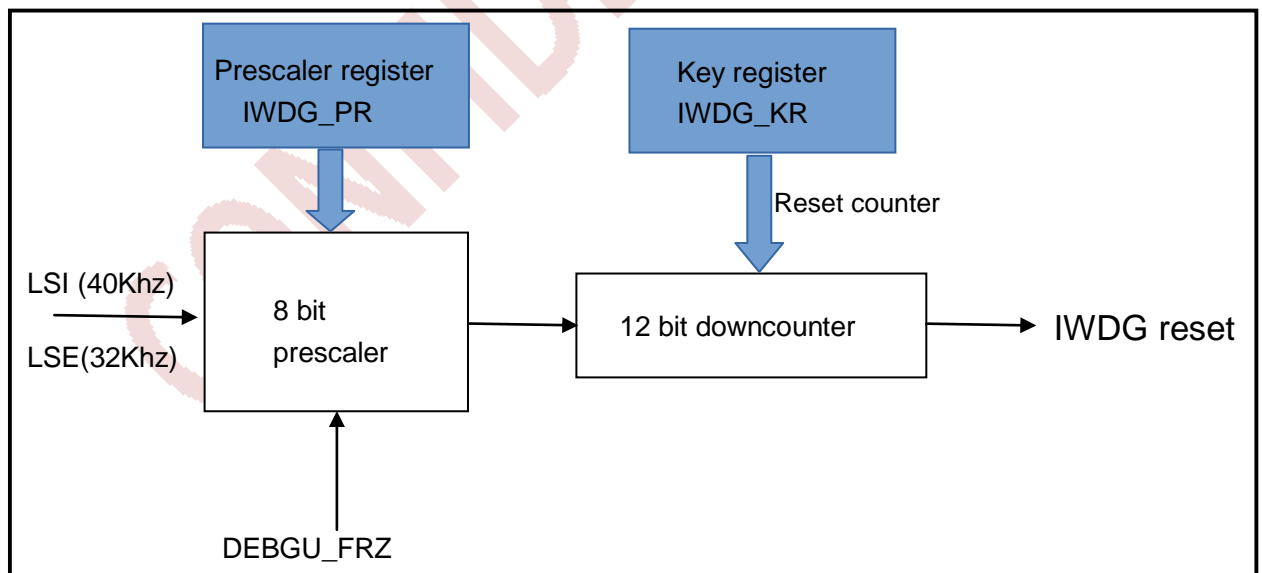 Prescaler register
IWDG_PR
Key register
IWDG_KR
Reset counter
LSI (40Khz)
LSE(32Khz)
8 bit
prescaler
12 bit downcounter
IWDG reset
DEBGU_FRZ